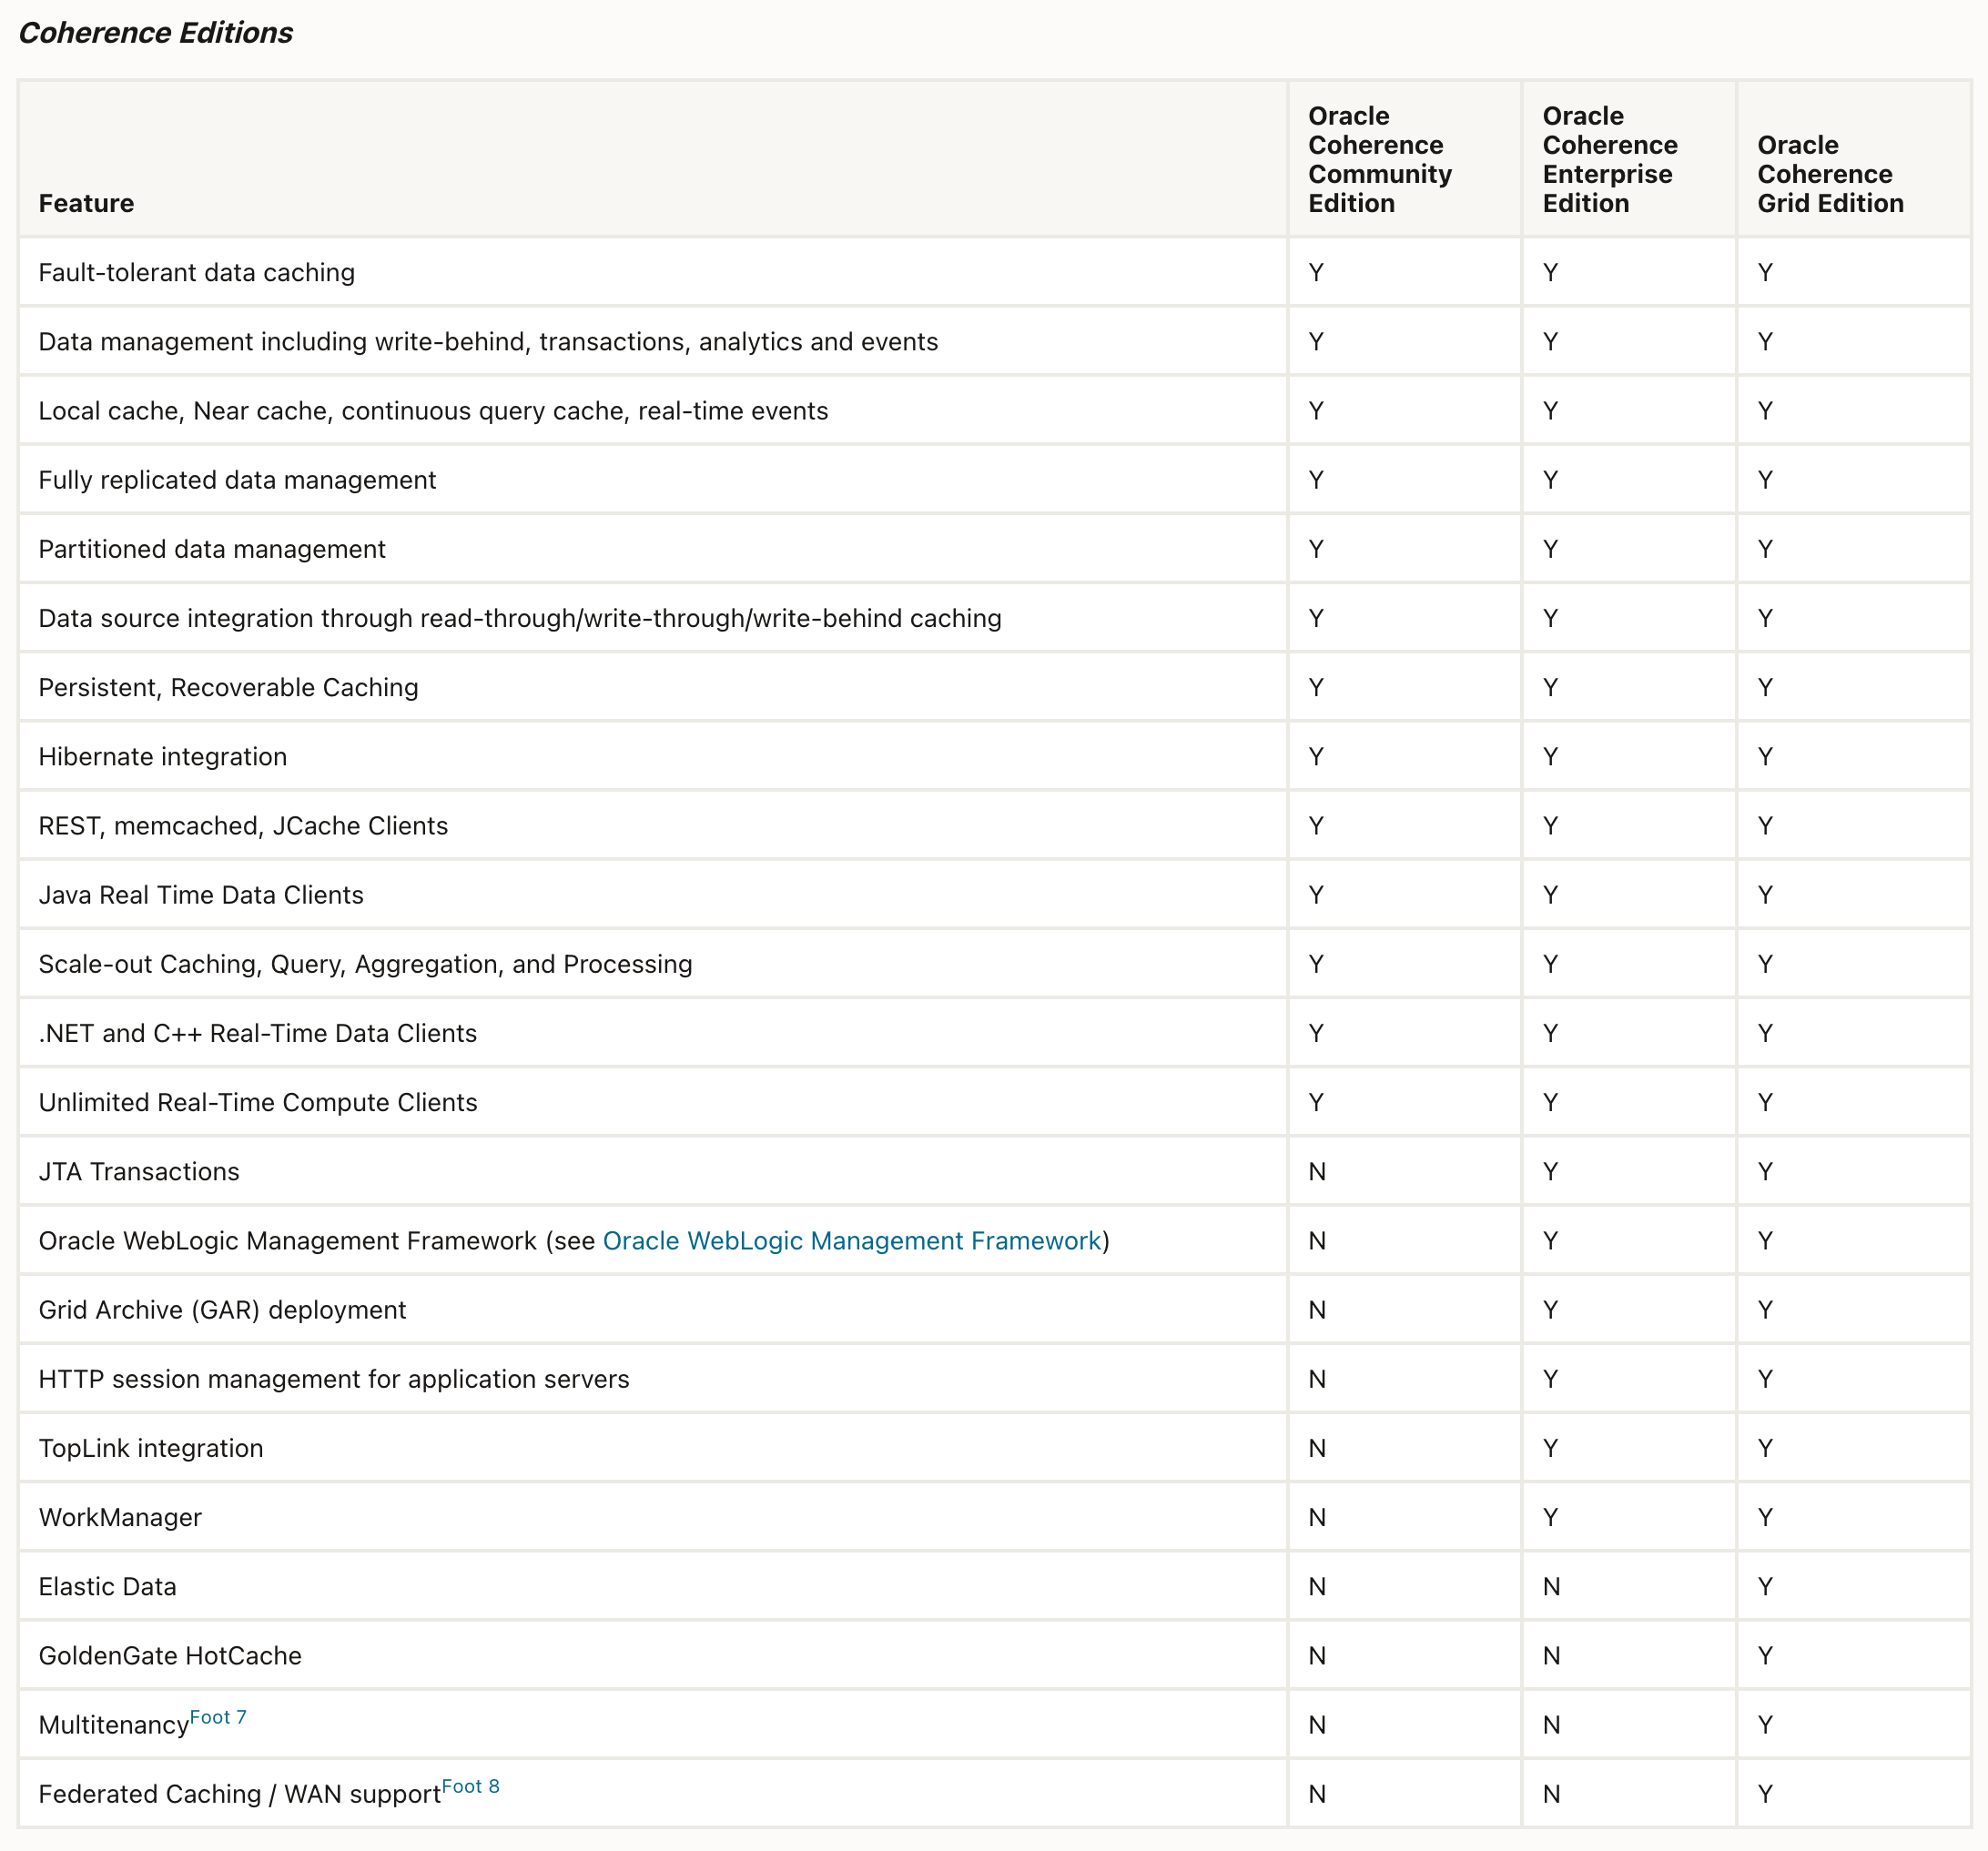 Coherence Editions
Feature
Oracle
Coherence
Community
Edition
Oracle
Coherence
Enterprise
Edition
Oracle
Coherence
Grid Edition
Fault-tolerant data caching Y Y Y
Data management including write-behind, transactions, analytics and events Y Y Y
Local cache, Near cache, continuous query cache, real-time events Y Y Y
Fully replicated data management Y Y Y
Partitioned data management Y Y Y
Data source integration through read-through/write-through/write-behind caching Y Y Y
Persistent, Recoverable Caching Y Y Y
Hibernate integration Y Y Y
REST, memcached, JCache Clients Y Y Y
Java Real Time Data Clients Y Y Y
Scale-out Caching, Query, Aggregation, and Processing Y Y Y
.NET and C++ Real-Time Data Clients Y Y Y
Unlimited Real-Time Compute Clients Y Y Y
JTA Transactions N Y Y
Oracle WebLogic Management Framework (see Oracle WebLogic Management Framework) N Y Y
Grid Archive (GAR) deployment N Y Y
HTTP session management for application servers N Y Y
TopLink integration N Y Y
WorkManager N Y Y
Elastic Data N N Y
GoldenGate HotCache N N Y
Multitenancy Foot 7 N N Y
Federated Caching / WAN support Foot 8 N N Y